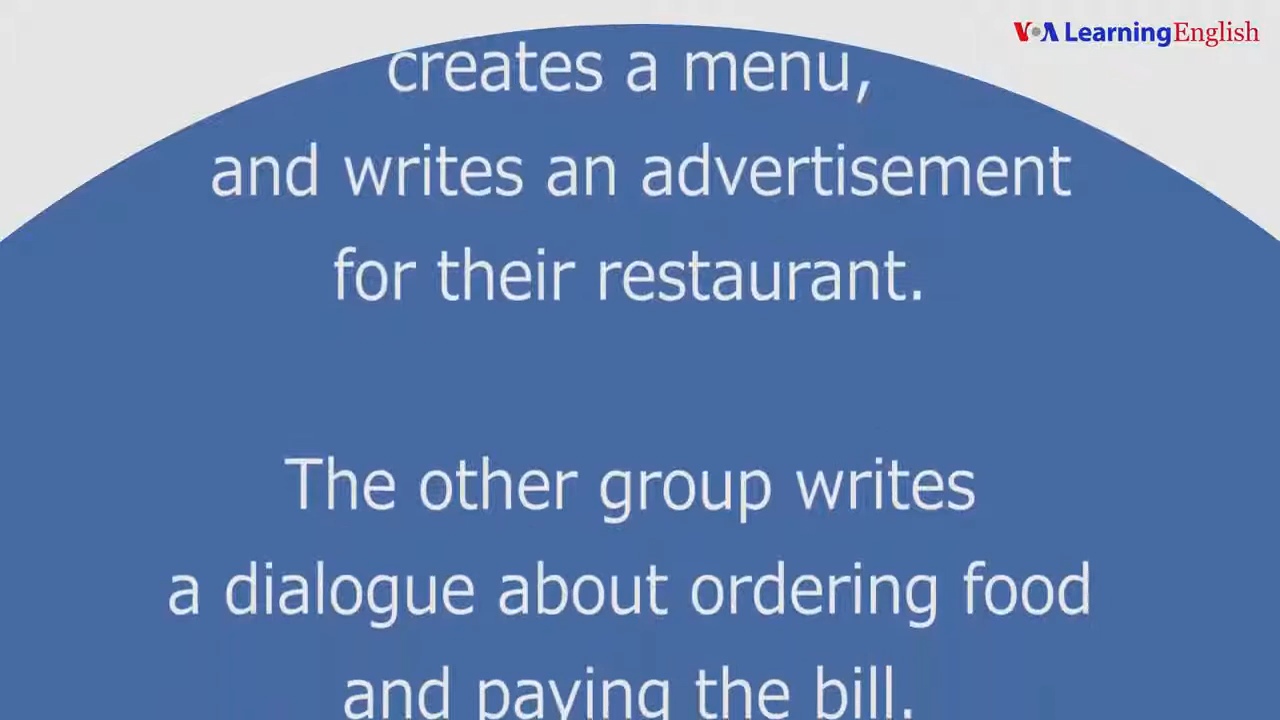 VOA LearningEnglish
creates a menu,
and writes an advertisement
for their restaurant.
The other group writes
a dialogue about ordering food
and paying the bill.